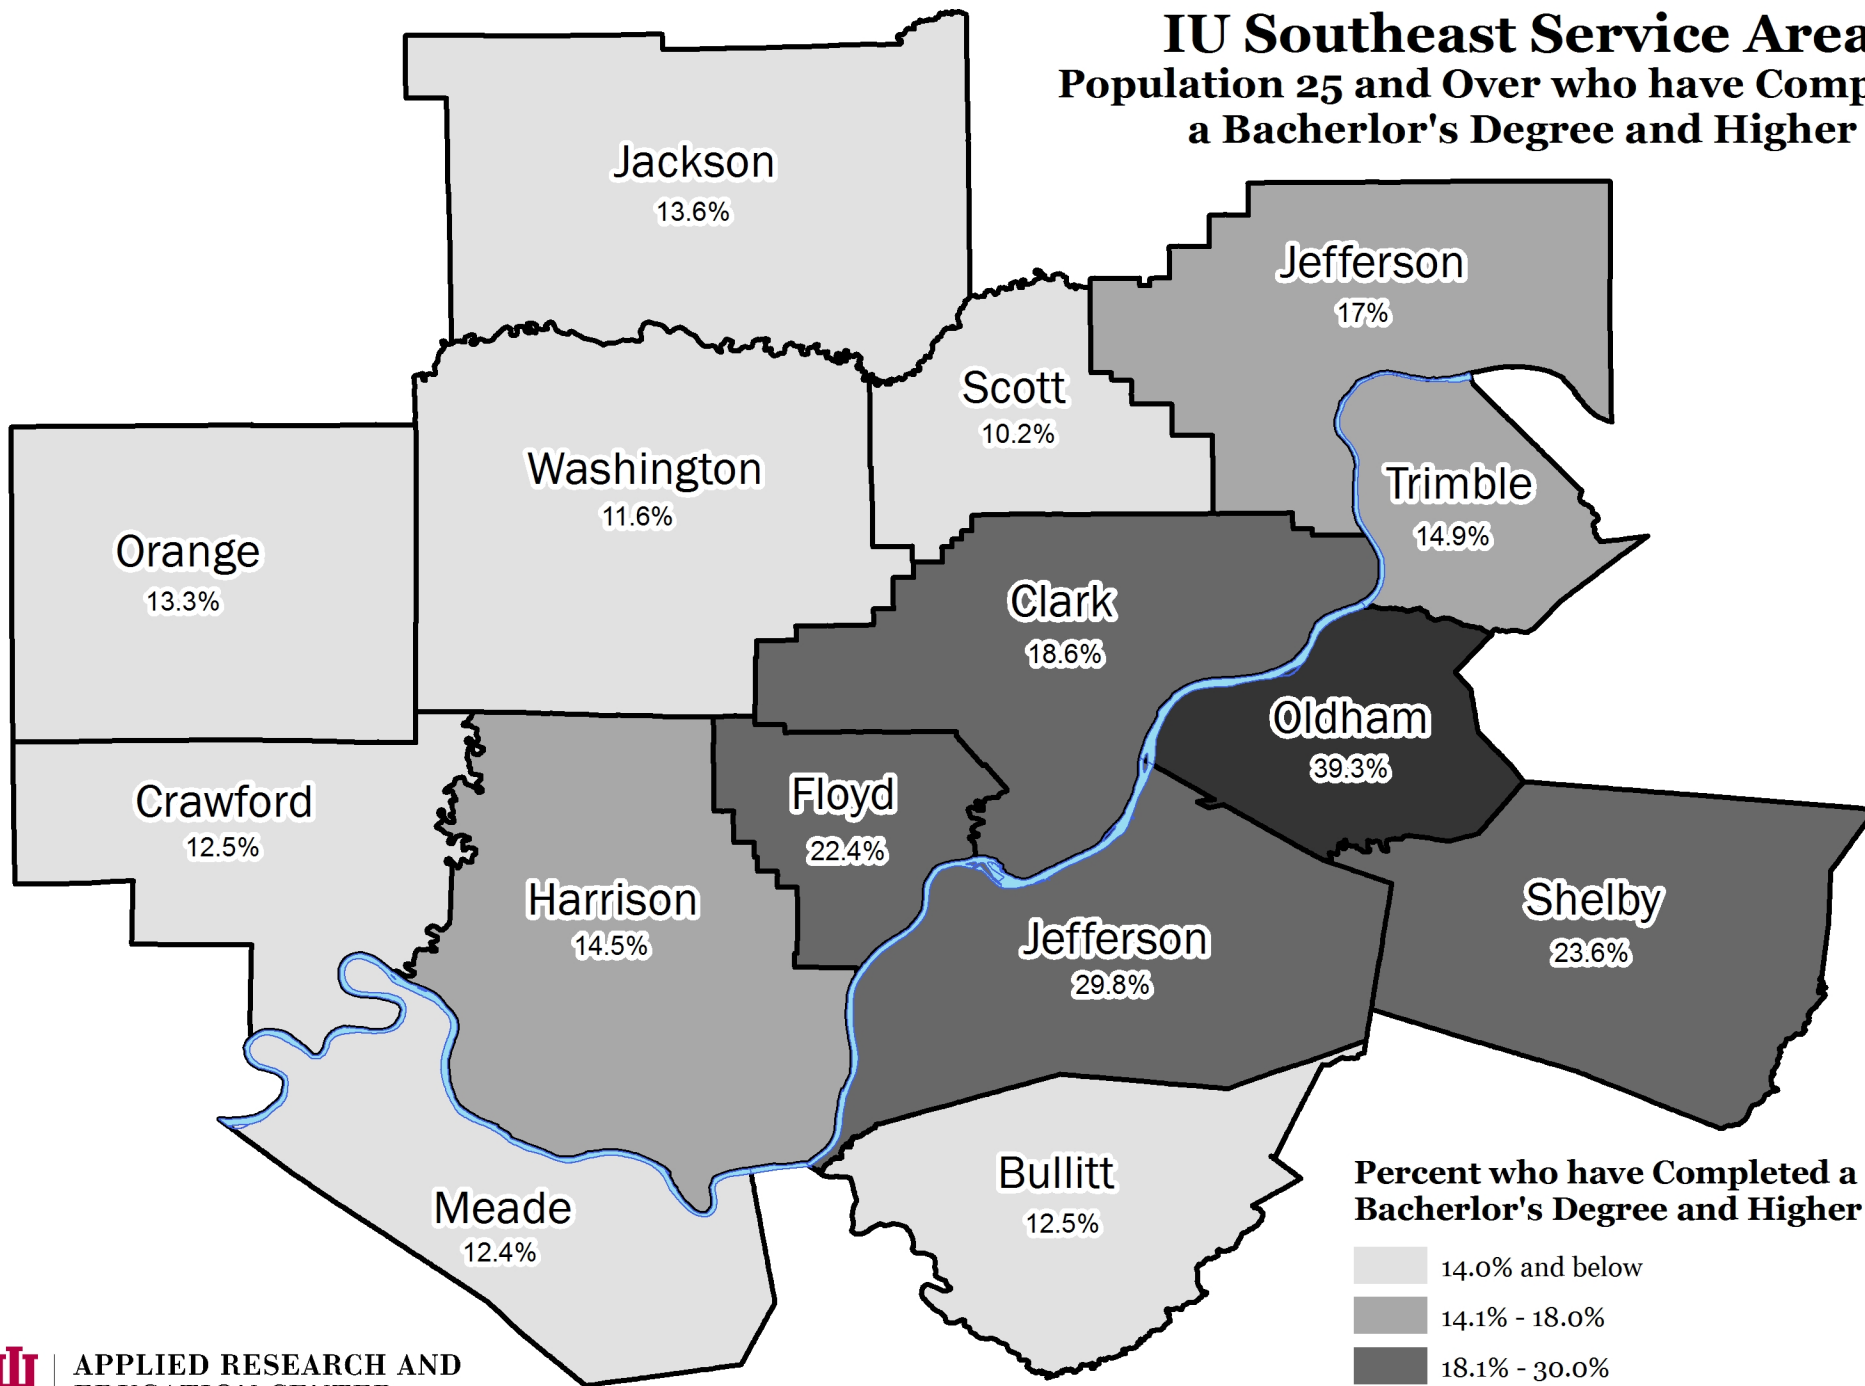 IU Southeast Service Area
Population 25 and Over who have Comp
a Bacherlor's Degree and Higher
Jackson
13.6%
Jefferson
17%
Scott
10.2%
Washington
11.6%
Trimble
14.9%
Orange
13.3%
Clark
18.6%
Oldham
39.3%
Crawford
12.5%
Floyd
22.4%
Harrison
14.5%
Jefferson
29.8%
Shelby
23.6%
Meade
12.4%
Bullitt
12.5%
Percent who have Completed a
Bacherlor's Degree and Higher
14.0% and below
14.1% - 18.0%
18.1% - 30.0%
APPLIED RESEARCH AND
EDUCATION CENTER